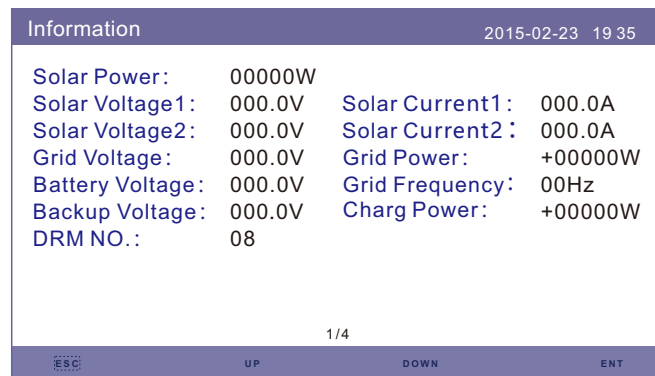 Information 2015-02-23 19 35
Solar Power: 00000W
Solar Voltage1: 000.0V Solar Current1: 000.0A
Solar Voltage2: 000.0V Solar Current2: 000.0A
Grid Voltage: 000.0V Grid Power: +00000W
Battery Voltage: 000.0V Grid Frequency: 00Hz
Backup Voltage: 000.0V Charg Power: +00000W
DRM NO.: 08
1/4
ESC UP DOWN ENT